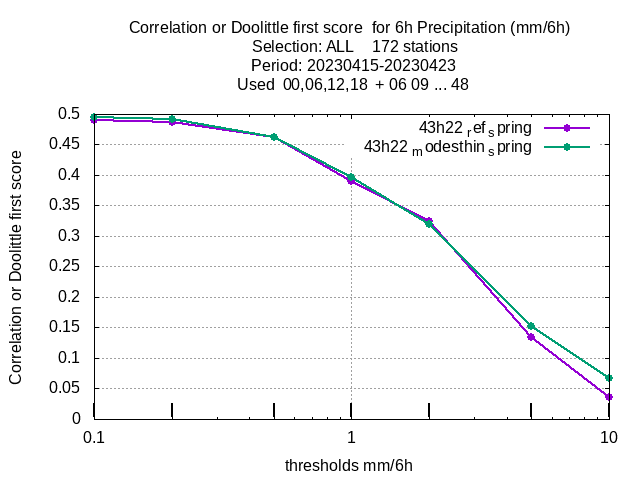 Correlation or Doolittle first score  for 6h Precipitation (mm/6h)
Selection: ALL    172 stations
Period: 20230415-20230423
Used  00,06,12,18  + 06 09 ... 48
43h22 ref spring
43h22 modesthin spring
Correlation or Doolittle first score
0.5
0.45
0.4
0.35
0.3
0.25
0.2
0.15
0.1
0.05
0
0.1 1 10
thresholds mm/6h